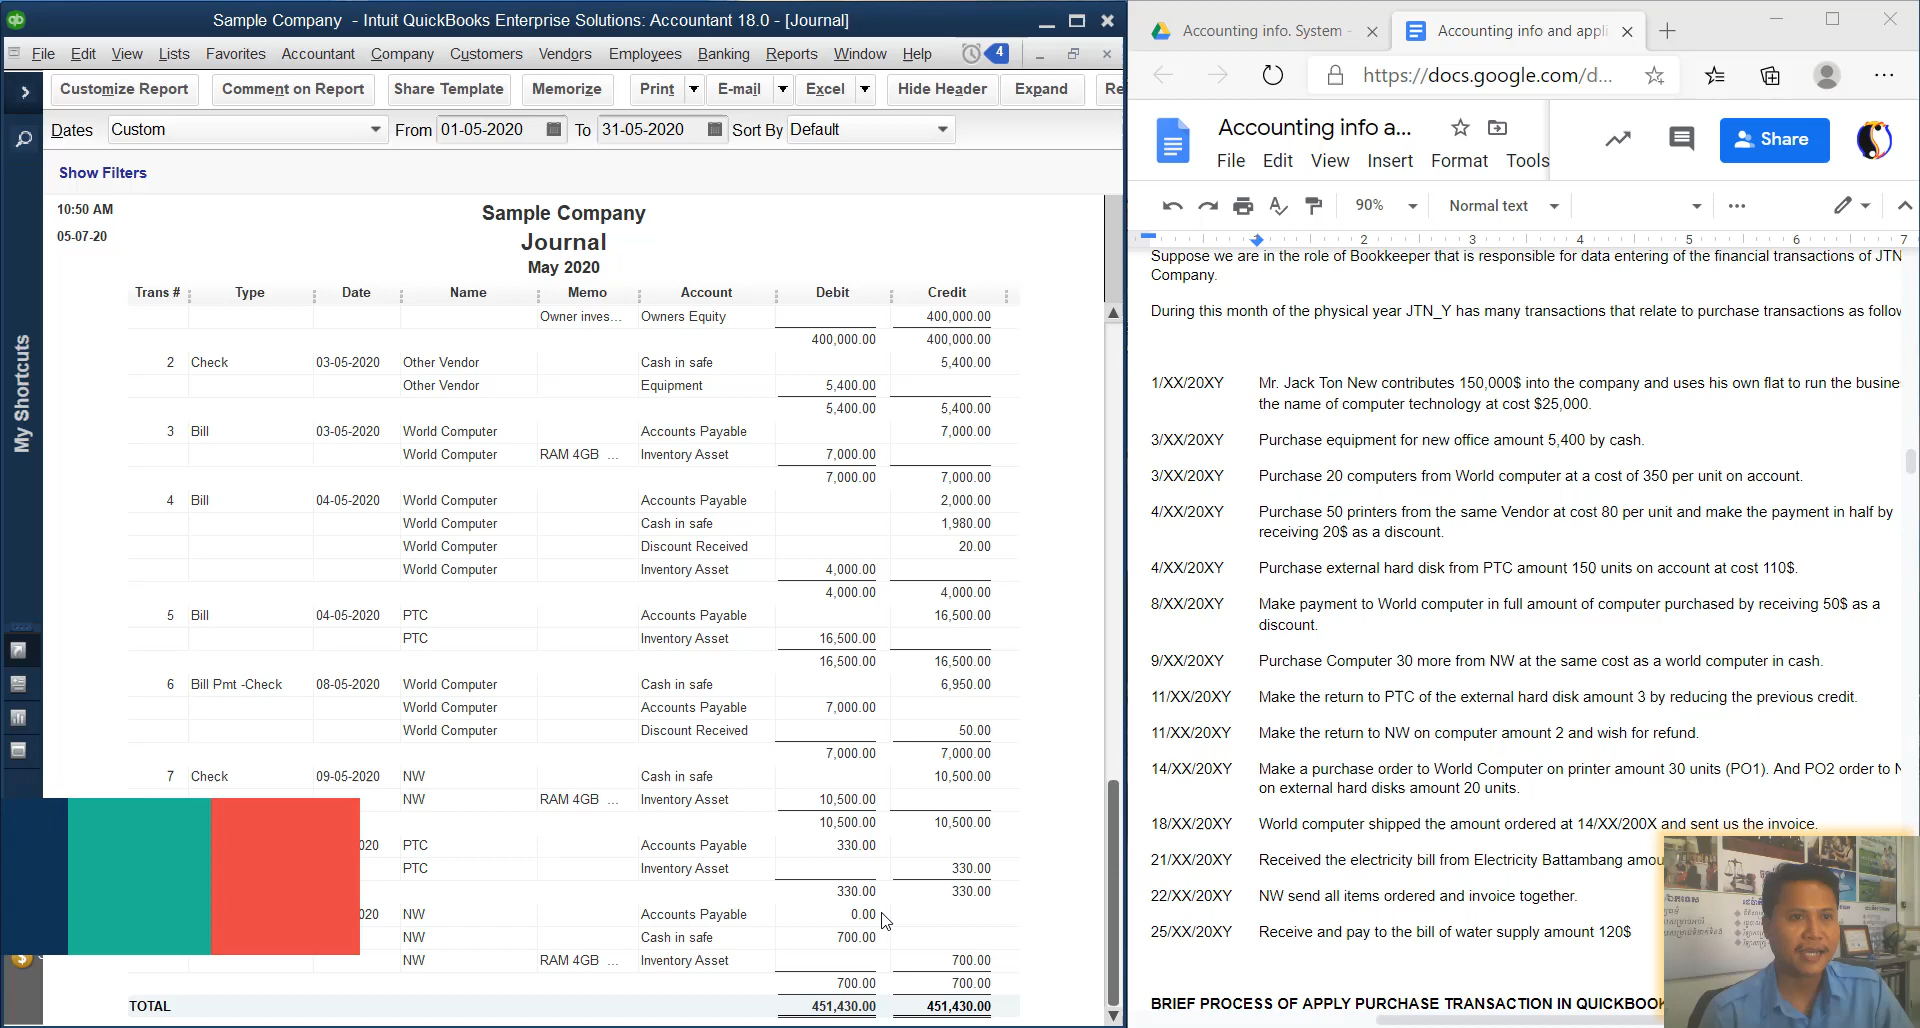 Sample Company - Intuit QuickBooks Enterprise Solutions: Accountant 18.0 - [Journal]
File Edit View Lists Favorites Accountant Company Customers Vendors Employees Banking Reports Window Help 4
Customize Report Comment on Report Share Template Memorize Print E-mail Excel Hide Header Expand Re
Dates Custom From 01-05-2020 To 31-05-2020 Sort By Default
Show Filters
My Shortcuts
10:50 AM
05-07-20
Sample Company
Journal
May 2020
Trans # Type Date Name Memo Account Debit Credit
Owner inves... Owners Equity 400,000.00
400,000.00 400,000.00
2 Check 03-05-2020 Other Vendor Cash in safe 5,400.00
Other Vendor Equipment 5,400.00
5,400.00 5,400.00
3 Bill 03-05-2020 World Computer Accounts Payable 7,000.00
World Computer RAM 4GB ... Inventory Asset 7,000.00
7,000.00 7,000.00
4 Bill 04-05-2020 World Computer Accounts Payable 2,000.00
World Computer Cash in safe 1,980.00
World Computer Discount Received 20.00
World Computer Inventory Asset 4,000.00
4,000.00 4,000.00
5 Bill 04-05-2020 PTC Accounts Payable 16,500.00
PTC Inventory Asset 16,500.00
16,500.00 16,500.00
6 Bill Pmt -Check 08-05-2020 World Computer Cash in safe 6,950.00
World Computer Accounts Payable 7,000.00
World Computer Discount Received 50.00
7,000.00 7,000.00
7 Check 09-05-2020 NW Cash in safe 10,500.00
NW RAM 4GB ... Inventory Asset 10,500.00
10,500.00 10,500.00
020 PTC Accounts Payable 330.00
PTC Inventory Asset 330.00
330.00 330.00
020 NW Accounts Payable 0.00
NW Cash in safe 700.00
NW RAM 4GB ... Inventory Asset 700.00
700.00 700.00
TOTAL 451,430.00 451,430.00
Accounting info. System - Accounting info and appli
https://docs.google.com/d...
Accounting info a...
Share
File Edit View Insert Format Tools
90% Normal text
2 3 4 5 6 7
Suppose we are in the role of Bookkeeper that is responsible for data entering of the financial transactions of JTN
Company.
During this month of the physical year JTN_Y has many transactions that relate to purchase transactions as follow
1/XX/20XY Mr. Jack Ton New contributes 150,000$ into the company and uses his own flat to run the busine
the name of computer technology at cost $25,000.
3/XX/20XY Purchase equipment for new office amount 5,400 by cash.
3/XX/20XY Purchase 20 computers from World computer at a cost of 350 per unit on account.
4/XX/20XY Purchase 50 printers from the same Vendor at cost 80 per unit and make the payment in half by
receiving 20$ as a discount.
4/XX/20XY Purchase external hard disk from PTC amount 150 units on account at cost 110$.
8/XX/20XY Make payment to World computer in full amount of computer purchased by receiving 50$ as a
discount.
9/XX/20XY Purchase Computer 30 more from NW at the same cost as a world computer in cash.
11/XX/20XY Make the return to PTC of the external hard disk amount 3 by reducing the previous credit.
11/XX/20XY Make the return to NW on computer amount 2 and wish for refund.
14/XX/20XY Make a purchase order to World Computer on printer amount 30 units (PO1). And PO2 order to N
on external hard disks amount 20 units.
18/XX/20XY World computer shipped the amount ordered at 14/XX/200X and sent us the invoice.
21/XX/20XY Received the electricity bill from Electricity Battambang amou
22/XX/20XY NW send all items ordered and invoice together.
25/XX/20XY Receive and pay to the bill of water supply amount 120$
BRIEF PROCESS OF APPLY PURCHASE TRANSACTION IN QUICKBOOK